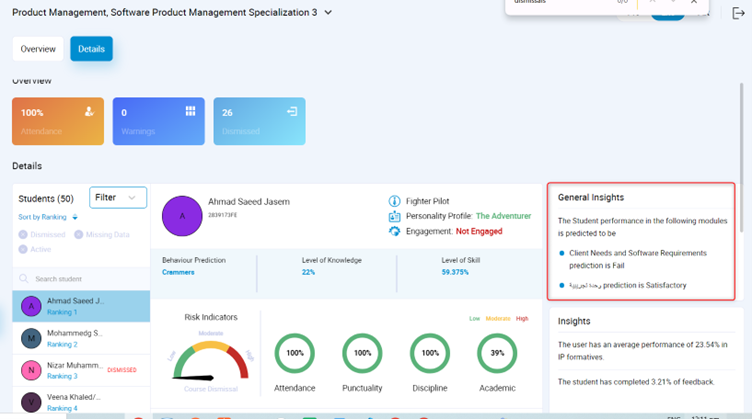 dismissals
0/0
Product Management, Software Product Management Specialization 3
Overview
Details
Overview
100%
Attendance
0
Warnings
26
Dismissed
Details
Students (50)
Filter
Sort by Ranking
Dismissed
Missing Data
Active
Search student
Ahmad Saeed J..
Ranking 1
Mohammedg S..
Ranking 2
Nizar Muhamm..
DISMISSED
Ranking 3
Veena Khaled/..
Ranking 4
A
Ahmad Saeed Jasem
2839173FE
Fighter Pilot
Personality Profile: The Adventurer
Engagement: Not Engaged
Behaviour Prediction
Crammers
Level of Knowledge
22%
Level of Skill
59.375%
Risk Indicators
Low
Moderate
High
Course Dismissal
Low Moderate High
100%
Attendance
100%
Punctuality
100%
Discipline
39%
Academic
General Insights
The Student performance in the following modules
is predicted to be
Client Needs and Software Requirements
prediction is Fail
وحدة تجريبية prediction is Satisfactory
Insights
The user has an average performance of 23.54% in
IP formatives.
The student has completed 3.21% of feedback.